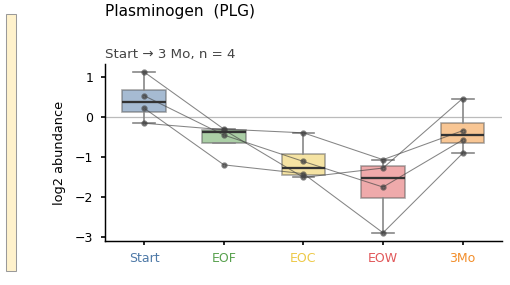 Plasminogen (PLG)
Start → 3 Mo, n = 4
log2 abundance
1
0
−1
−2
−3
Start EOF EOC EOW 3Mo